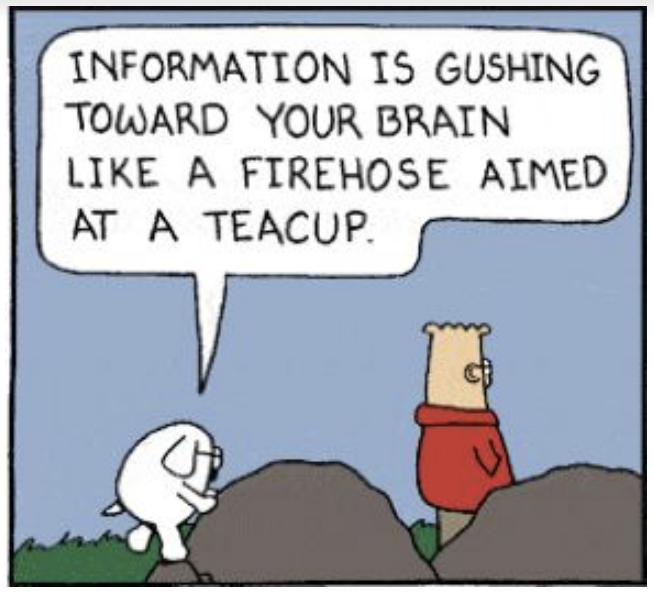 INFORMATION IS GUSHING
TOWARD YOUR BRAIN
LIKE A FIREHOSE AIMED
AT A TEACUP.